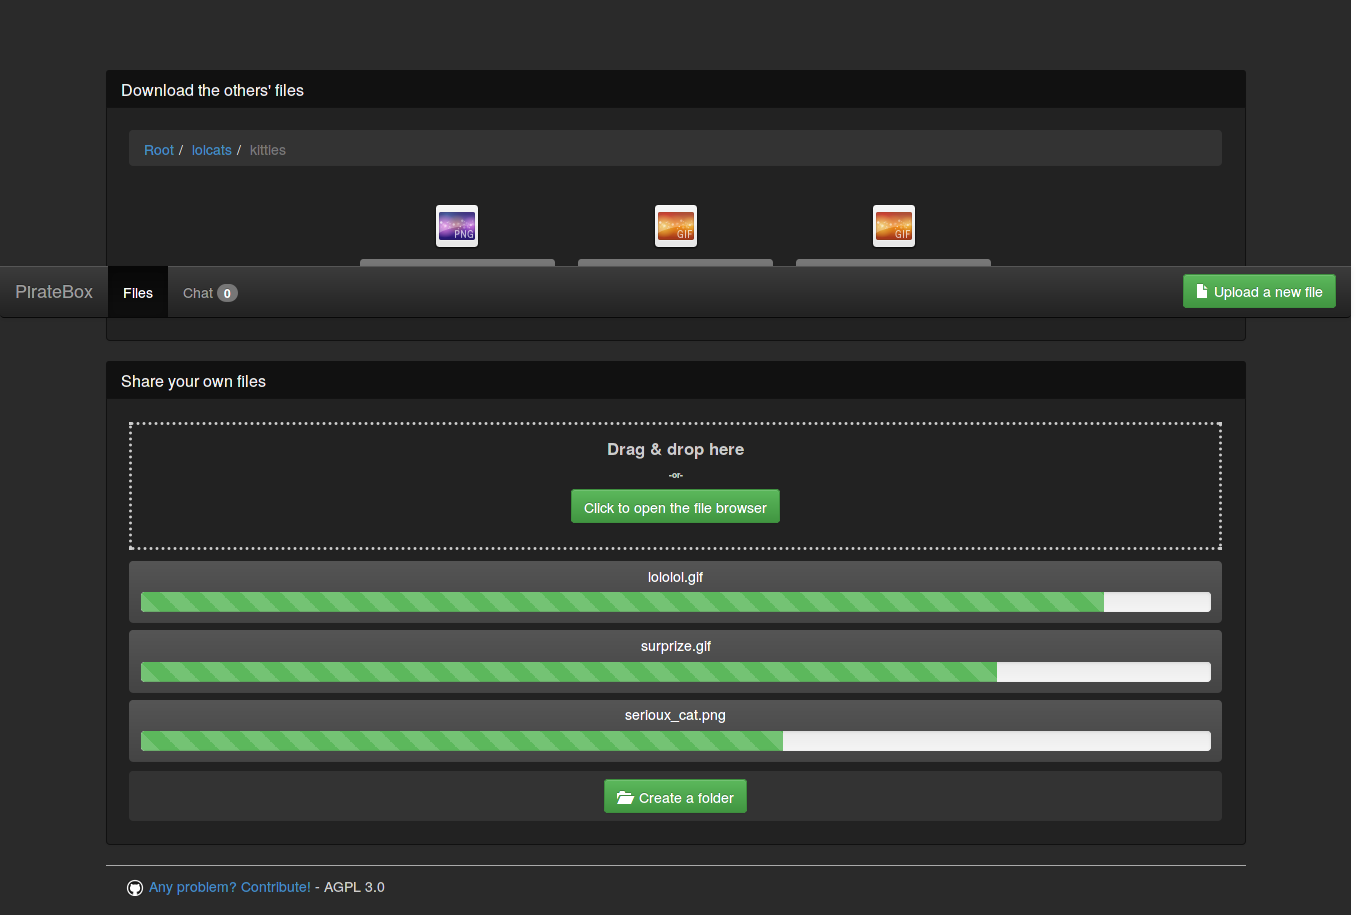 Download the others' files
Root / lolcats / kitties
PNG GIF GIF
PirateBox Files Chat 0 Upload a new file
Share your own files
Drag & drop here
-or-
Click to open the file browser
lololol.gif
surprize.gif
serioux_cat.png
Create a folder
Any problem? Contribute! - AGPL 3.0